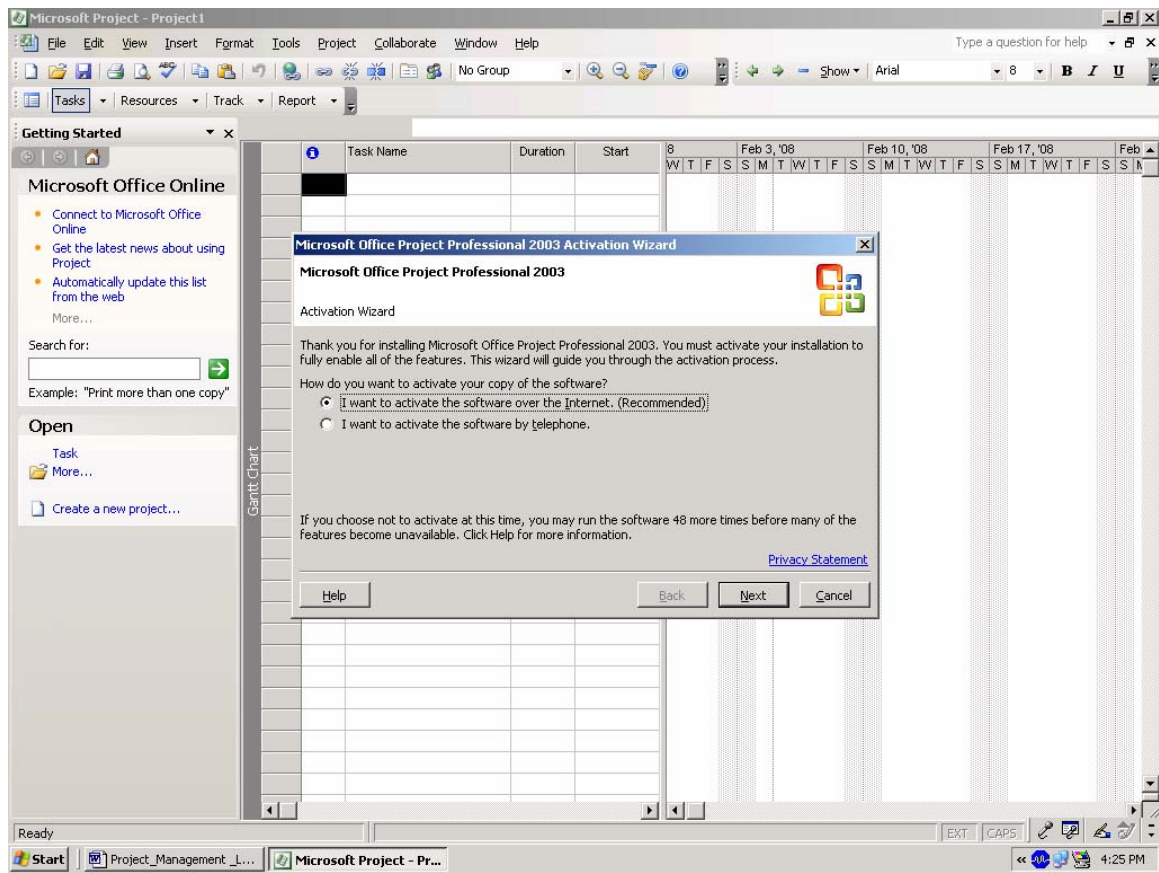 Microsoft Project - Project1
File Edit View Insert Format Tools Project Collaborate Window Help
Type a question for help
No Group
Show
Arial
8
B I U
Tasks Resources Track Report
Getting Started
Microsoft Office Online
Connect to Microsoft Office
Online
Get the latest news about using
Project
Automatically update this list
from the web
More...
Search for:
Example: "Print more than one copy"
Open
Task
More...
Create a new project...
Gantt Chart
Task Name Duration Start
8 Feb 3, '08 Feb 10, '08 Feb 17, '08 Feb
W T F S S M T W T F S S M T W T F S S M T W T F S S M
Microsoft Office Project Professional 2003 Activation Wizard
Microsoft Office Project Professional 2003
Activation Wizard
Thank you for installing Microsoft Office Project Professional 2003. You must activate your installation to
fully enable all of the features. This wizard will guide you through the activation process.
How do you want to activate your copy of the software?
I want to activate the software over the Internet. (Recommended)
I want to activate the software by telephone.
If you choose not to activate at this time, you may run the software 48 more times before many of the
features become unavailable. Click Help for more information.
Privacy Statement
Help Back Next Cancel
Ready
EXT CAPS
Start Project_Management _L... Microsoft Project - Pr... 4:25 PM